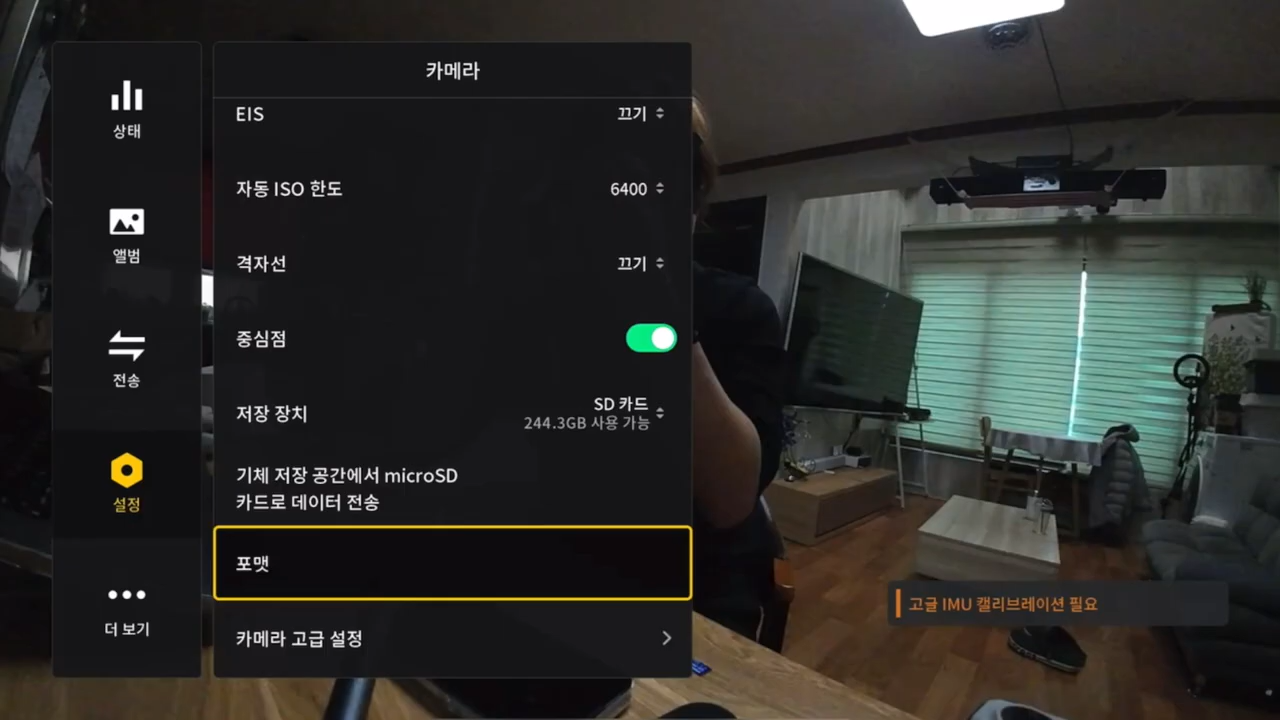 상태
앨범
전송
설정
더 보기
카메라
EIS 끄기
자동 ISO 한도 6400
격자선 끄기
중심점
저장 장치 SD 카드
244.3GB 사용 가능
기체 저장 공간에서 microSD
카드로 데이터 전송
포맷
카메라 고급 설정
고글 IMU 캘리브레이션 필요